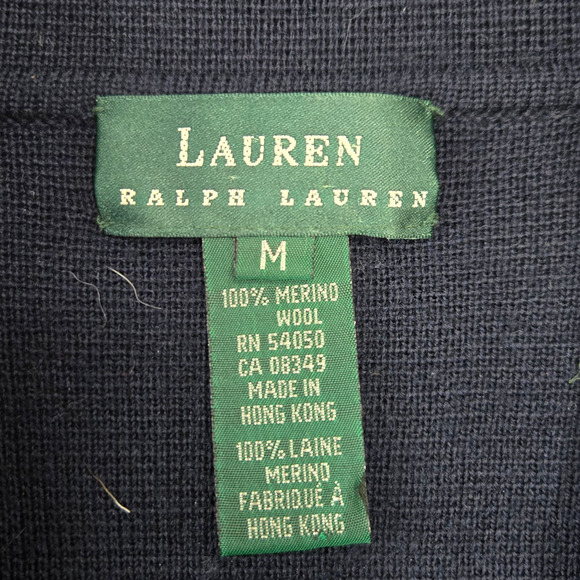 LAUREN
RALPH LAUREN
M
100% MERINO
WOOL
RN 54050
CA 08349
MADE IN
HONG KONG
100% LAINE
MERINO
FABRIQUÉ À
HONG KONG